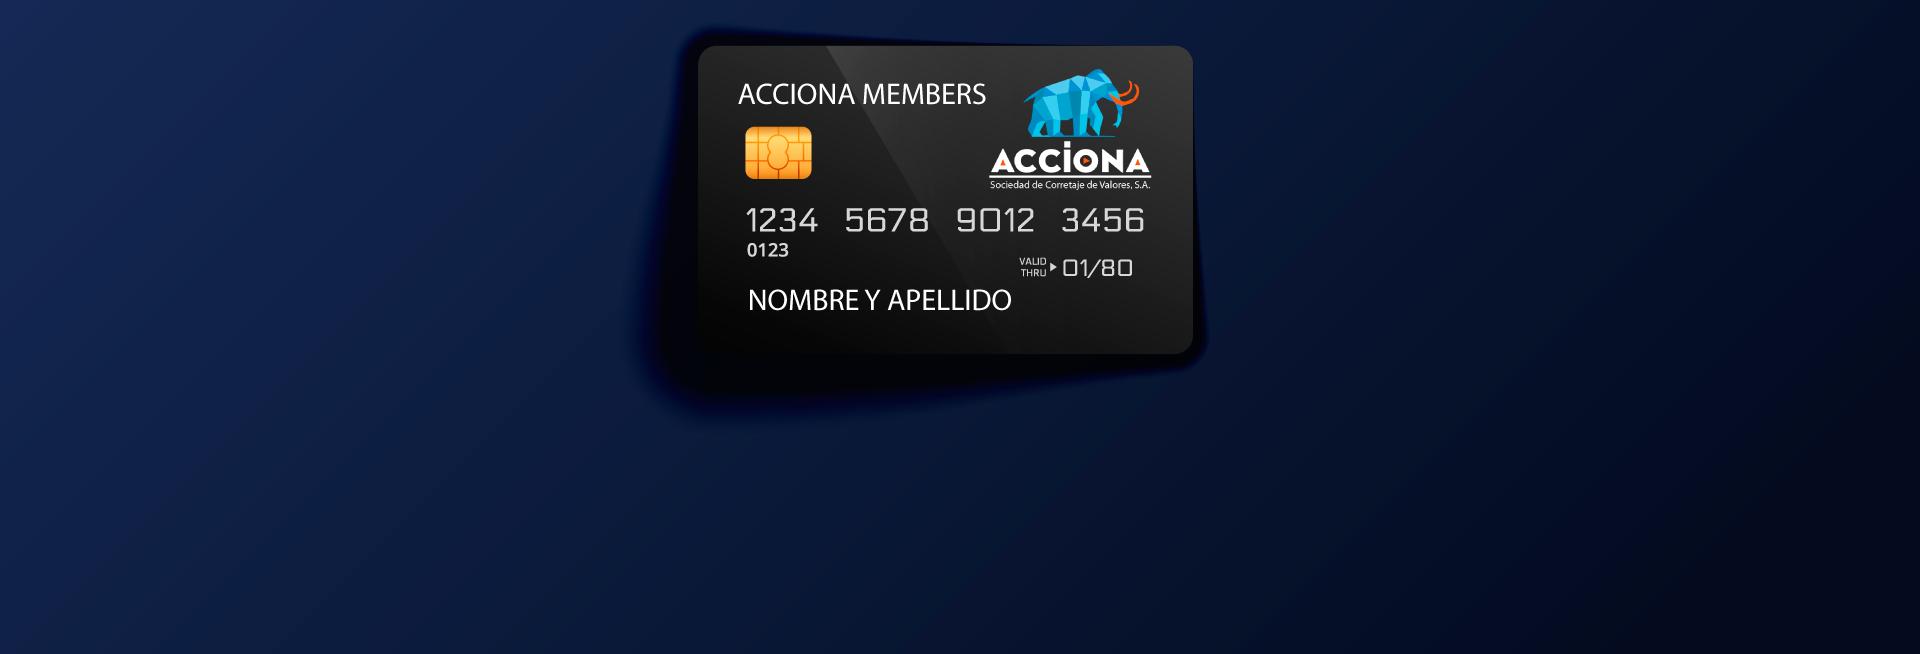 ACCIONA MEMBERS
ACCIONA
Sociedad de Corretaje de Valores, S.A.
1234 5678 9012 3456
0123
VALID
THRU 01/80
NOMBRE Y APELLIDO